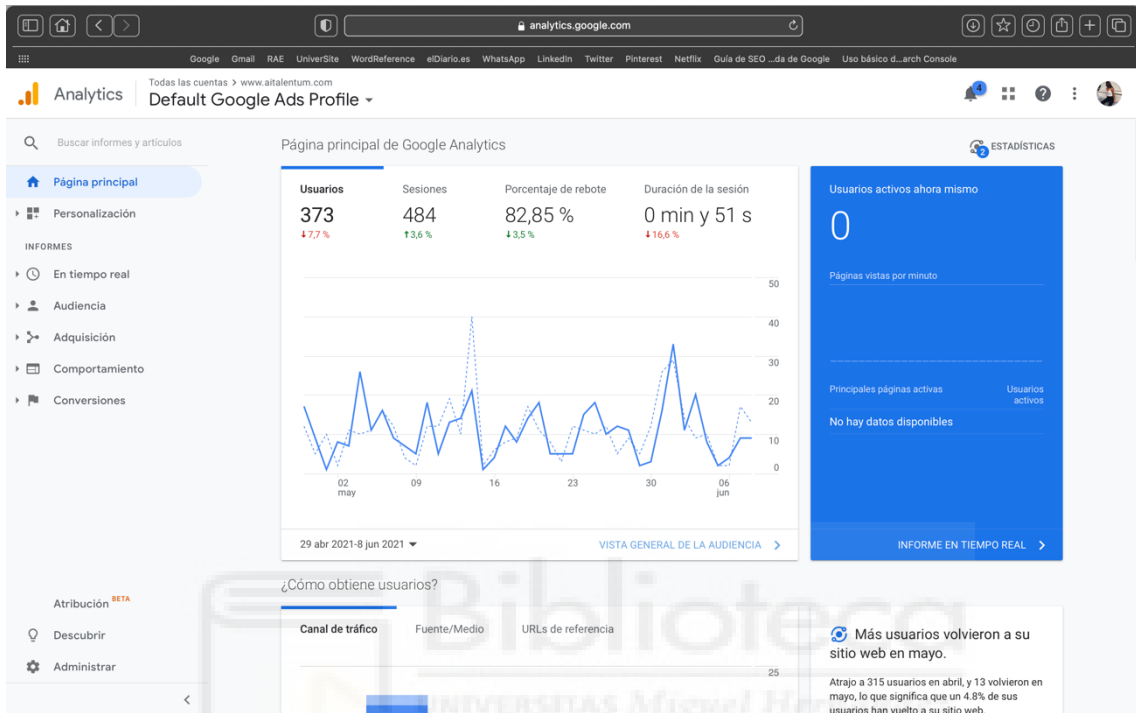 analytics.google.com
Google Gmail RAE UniverSite WordReference elDiario.es WhatsApp LinkedIn Twitter Pinterest Netflix Guía de SEO ...da de Google Uso básico d...arch Console
Analytics
Todas las cuentas > www.aitalentum.com
Default Google Ads Profile
4
Buscar informes y artículos
Página principal
Personalización
INFORMES
En tiempo real
Audiencia
Adquisición
Comportamiento
Conversiones
Atribución BETA
Descubrir
Administrar
Página principal de Google Analytics
2 ESTADÍSTICAS
Usuarios Sesiones Porcentaje de rebote Duración de la sesión
373 484 82,85 % 0 min y 51 s
7,7 % 3,6 % 3,5 % 16,6 %
50
40
30
20
10
0
02 09 16 23 30 06
may jun
29 abr 2021-8 jun 2021
VISTA GENERAL DE LA AUDIENCIA
Usuarios activos ahora mismo
0
Páginas vistas por minuto
Principales páginas activas Usuarios
activos
No hay datos disponibles
INFORME EN TIEMPO REAL
¿Cómo obtiene usuarios?
Canal de tráfico Fuente/Medio URLs de referencia
25
Más usuarios volvieron a su
sitio web en mayo.
Atrajo a 315 usuarios en abril, y 13 volvieron en
mayo, lo que significa que un 4.8% de sus
usuarios han vuelto a su sitio web.
Biblioteca
UNIVERSITAS Miguel